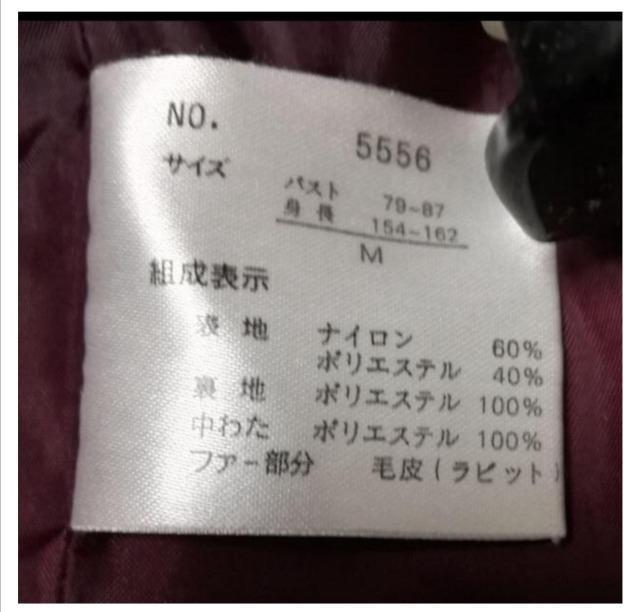 NO. 5556
サイズ バスト 79~87
身長 154~162
M
組成表示
表地 ナイロン 60%
ポリエステル 40%
裏地 ポリエステル 100%
中わた ポリエステル 100%
ファー部分 毛皮(ラビット)